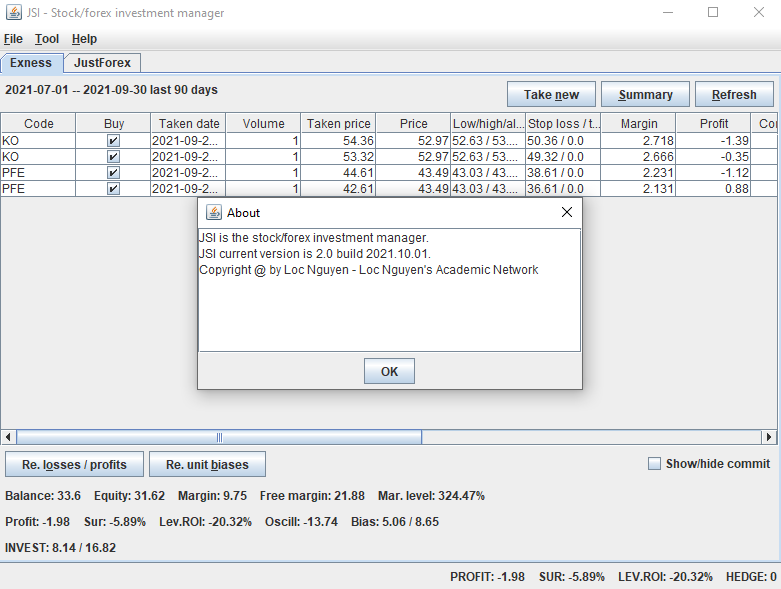 JSI - Stock/forex investment manager
File Tool Help
Exness JustForex
2021-07-01 -- 2021-09-30 last 90 days
Take new Summary Refresh
Code Buy Taken date Volume Taken price Price Low/high/al... Stop loss / t... Margin Profit Cor
KO 2021-09-2... 1 54.36 52.97 52.63 / 53.... 50.36 / 0.0 2.718 -1.39
KO 2021-09-2... 1 53.32 52.97 52.63 / 53.... 49.32 / 0.0 2.666 -0.35
PFE 2021-09-2... 1 44.61 43.49 43.03 / 43.... 38.61 / 0.0 2.231 -1.12
PFE 2021-09-2... 1 42.61 43.49 43.03 / 43.... 36.61 / 0.0 2.131 0.88
About
JSI is the stock/forex investment manager.
JSI current version is 2.0 build 2021.10.01.
Copyright @ by Loc Nguyen - Loc Nguyen's Academic Network
OK
Re. losses / profits Re. unit biases Show/hide commit
Balance: 33.6 Equity: 31.62 Margin: 9.75 Free margin: 21.88 Mar. level: 324.47%
Profit: -1.98 Sur: -5.89% Lev.ROI: -20.32% Oscill: -13.74 Bias: 5.06 / 8.65
INVEST: 8.14 / 16.82
PROFIT: -1.98 SUR: -5.89% LEV.ROI: -20.32% HEDGE: 0